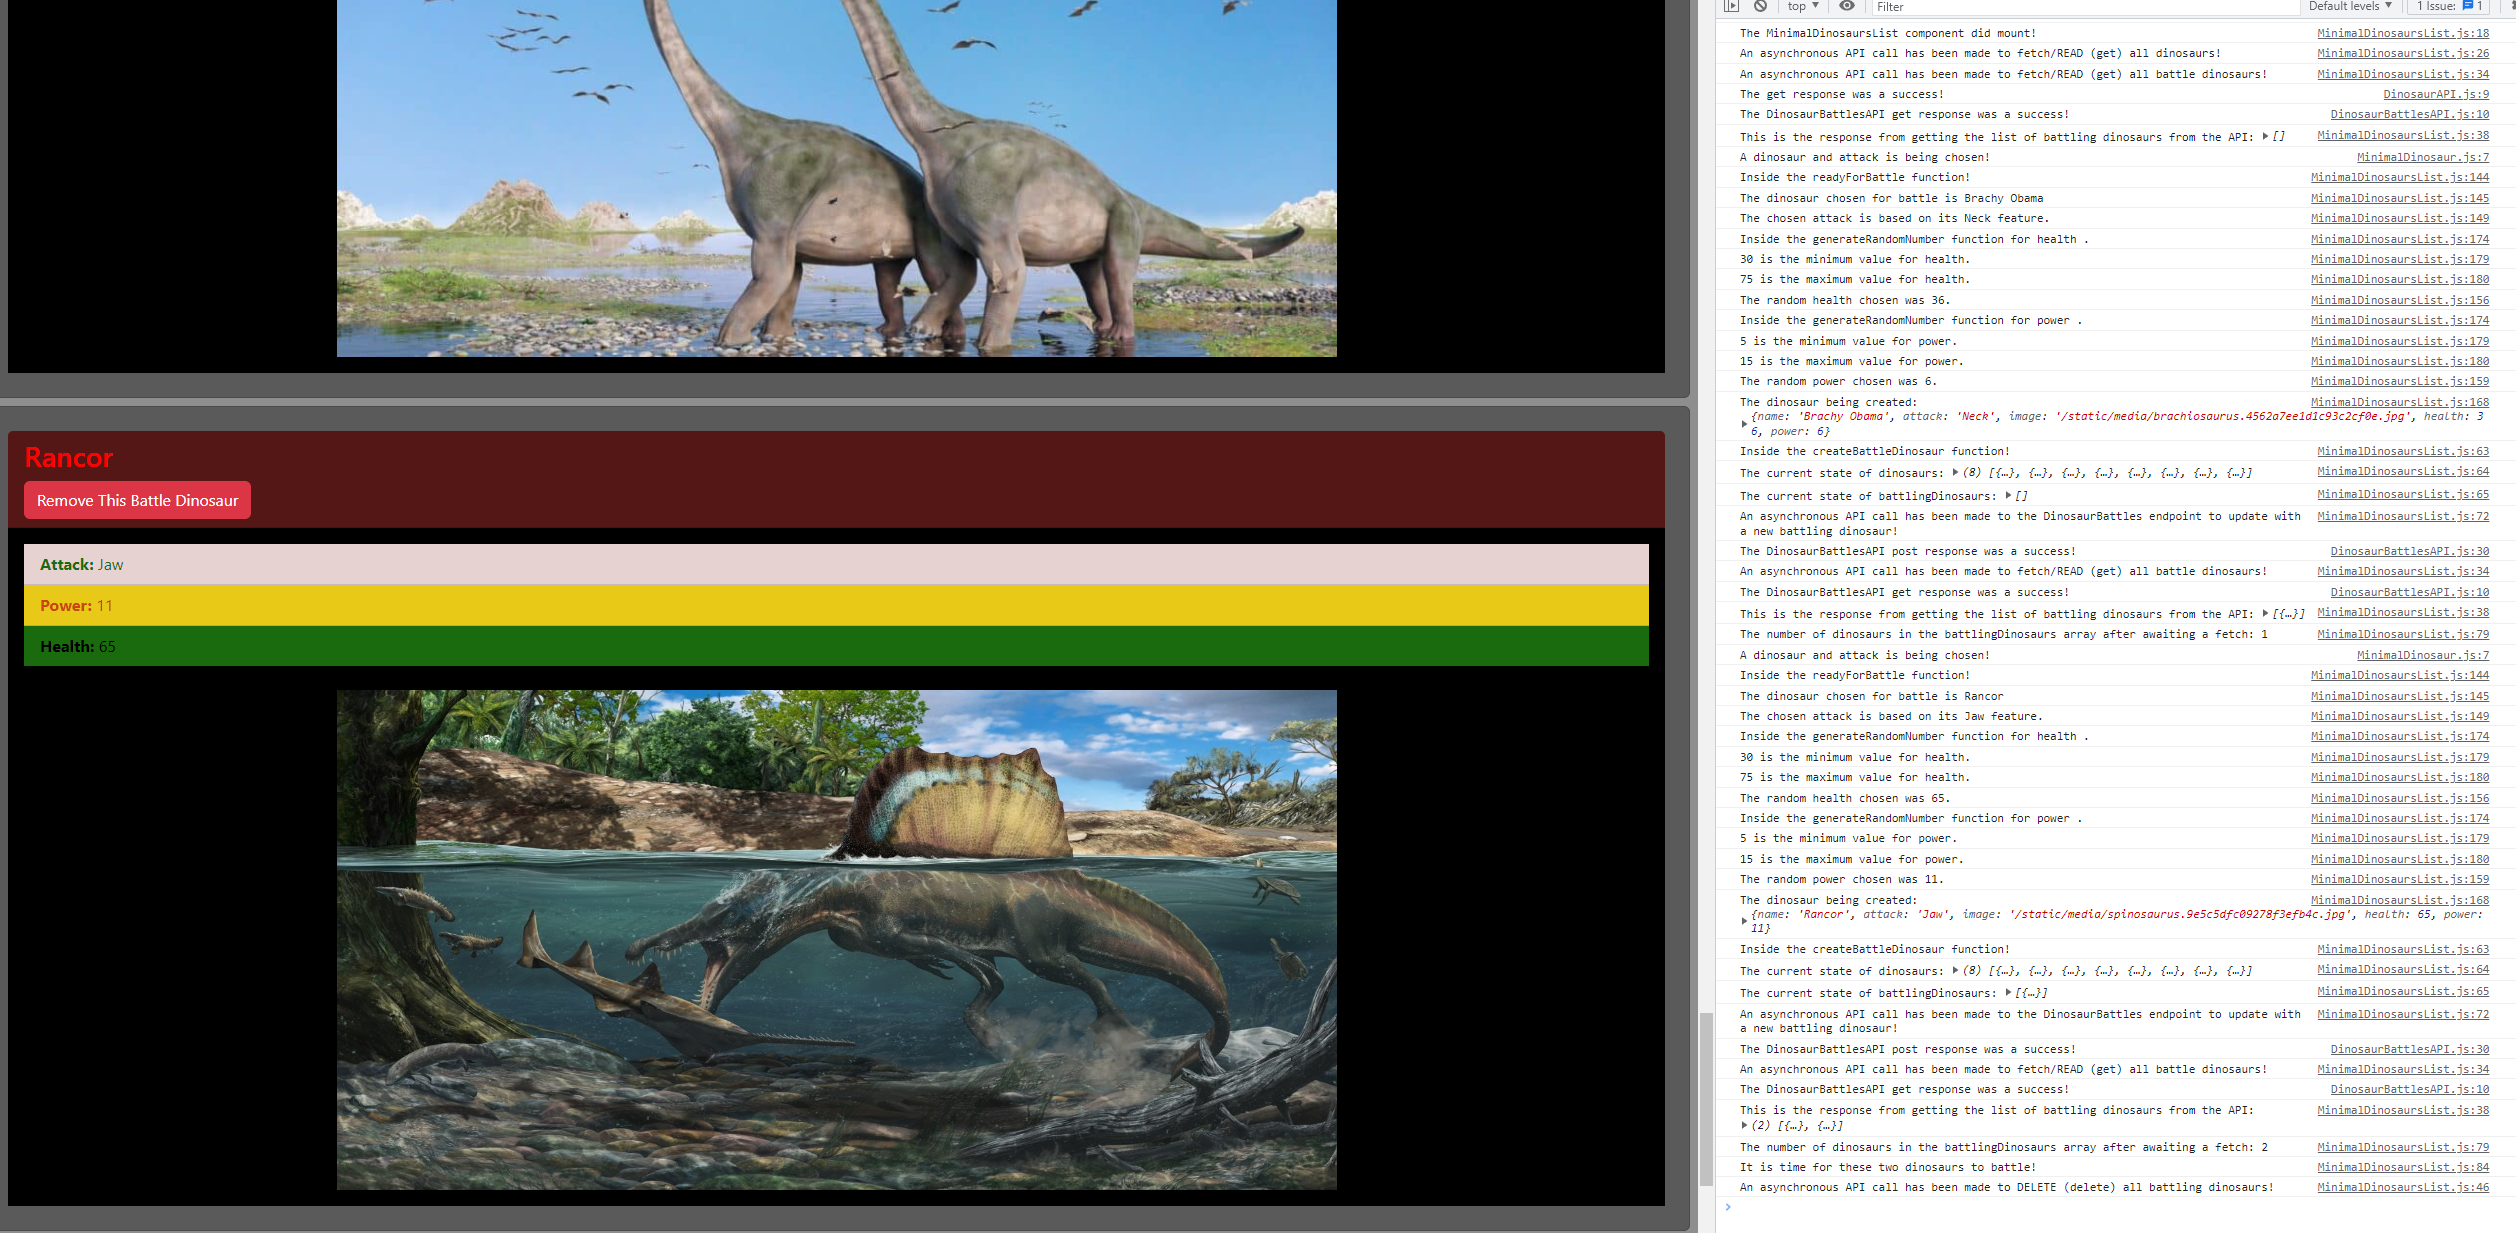 Rancor
Remove This Battle Dinosaur
Attack: Jaw
Power: 11
Health: 65
top ▼
Filter
Default levels ▼
1 Issue: 1
The MinimalDinosaursList component did mount! MinimalDinosaursList.js:18
An asynchronous API call has been made to fetch/READ (get) all dinosaurs! MinimalDinosaursList.js:26
An asynchronous API call has been made to fetch/READ (get) all battle dinosaurs! MinimalDinosaursList.js:34
The get response was a success! DinosaurAPI.js:9
The DinosaurBattlesAPI get response was a success! DinosaurBattlesAPI.js:10
This is the response from getting the list of battling dinosaurs from the API: ▶ [] MinimalDinosaursList.js:38
A dinosaur and attack is being chosen! MinimalDinosaur.js:7
Inside the readyForBattle function! MinimalDinosaursList.js:144
The dinosaur chosen for battle is Brachy Obama MinimalDinosaursList.js:145
The chosen attack is based on its Neck feature. MinimalDinosaursList.js:149
Inside the generateRandomNumber function for health . MinimalDinosaursList.js:174
30 is the minimum value for health. MinimalDinosaursList.js:179
75 is the maximum value for health. MinimalDinosaursList.js:180
The random health chosen was 36. MinimalDinosaursList.js:156
Inside the generateRandomNumber function for power . MinimalDinosaursList.js:174
5 is the minimum value for power. MinimalDinosaursList.js:179
15 is the maximum value for power. MinimalDinosaursList.js:180
The random power chosen was 6. MinimalDinosaursList.js:159
The dinosaur being created: MinimalDinosaursList.js:168
{name: 'Brachy Obama', attack: 'Neck', image: '/static/media/brachiosaurus.4562a7ee1d1c93c2cf0e.jpg', health: 3
▶ 6, power: 6}
Inside the createBattleDinosaur function! MinimalDinosaursList.js:63
The current state of dinosaurs: ▶ (8) [{…}, {…}, {…}, {…}, {…}, {…}, {…}, {…}] MinimalDinosaursList.js:64
The current state of battlingDinosaurs: ▶ [] MinimalDinosaursList.js:65
An asynchronous API call has been made to the DinosaurBattles endpoint to update with MinimalDinosaursList.js:72
a new battling dinosaur!
The DinosaurBattlesAPI post response was a success! DinosaurBattlesAPI.js:30
An asynchronous API call has been made to fetch/READ (get) all battle dinosaurs! MinimalDinosaursList.js:34
The DinosaurBattlesAPI get response was a success! DinosaurBattlesAPI.js:10
This is the response from getting the list of battling dinosaurs from the API: ▶ [{…}] MinimalDinosaursList.js:38
The number of dinosaurs in the battlingDinosaurs array after awaiting a fetch: 1 MinimalDinosaursList.js:79
A dinosaur and attack is being chosen! MinimalDinosaur.js:7
Inside the readyForBattle function! MinimalDinosaursList.js:144
The dinosaur chosen for battle is Rancor MinimalDinosaursList.js:145
The chosen attack is based on its Jaw feature. MinimalDinosaursList.js:149
Inside the generateRandomNumber function for health . MinimalDinosaursList.js:174
30 is the minimum value for health. MinimalDinosaursList.js:179
75 is the maximum value for health. MinimalDinosaursList.js:180
The random health chosen was 65. MinimalDinosaursList.js:156
Inside the generateRandomNumber function for power . MinimalDinosaursList.js:174
5 is the minimum value for power. MinimalDinosaursList.js:179
15 is the maximum value for power. MinimalDinosaursList.js:180
The random power chosen was 11. MinimalDinosaursList.js:159
The dinosaur being created: MinimalDinosaursList.js:168
{name: 'Rancor', attack: 'Jaw', image: '/static/media/spinosaurus.9e5c5dfc09278f3efb4c.jpg', health: 65, power:
▶ 11}
Inside the createBattleDinosaur function! MinimalDinosaursList.js:63
The current state of dinosaurs: ▶ (8) [{…}, {…}, {…}, {…}, {…}, {…}, {…}, {…}] MinimalDinosaursList.js:64
The current state of battlingDinosaurs: ▶ [{…}] MinimalDinosaursList.js:65
An asynchronous API call has been made to the DinosaurBattles endpoint to update with MinimalDinosaursList.js:72
a new battling dinosaur!
The DinosaurBattlesAPI post response was a success! DinosaurBattlesAPI.js:30
An asynchronous API call has been made to fetch/READ (get) all battle dinosaurs! MinimalDinosaursList.js:34
The DinosaurBattlesAPI get response was a success! DinosaurBattlesAPI.js:10
This is the response from getting the list of battling dinosaurs from the API: MinimalDinosaursList.js:38
▶ (2) [{…}, {…}]
The number of dinosaurs in the battlingDinosaurs array after awaiting a fetch: 2 MinimalDinosaursList.js:79
It is time for these two dinosaurs to battle! MinimalDinosaursList.js:84
An asynchronous API call has been made to DELETE (delete) all battling dinosaurs! MinimalDinosaursList.js:46